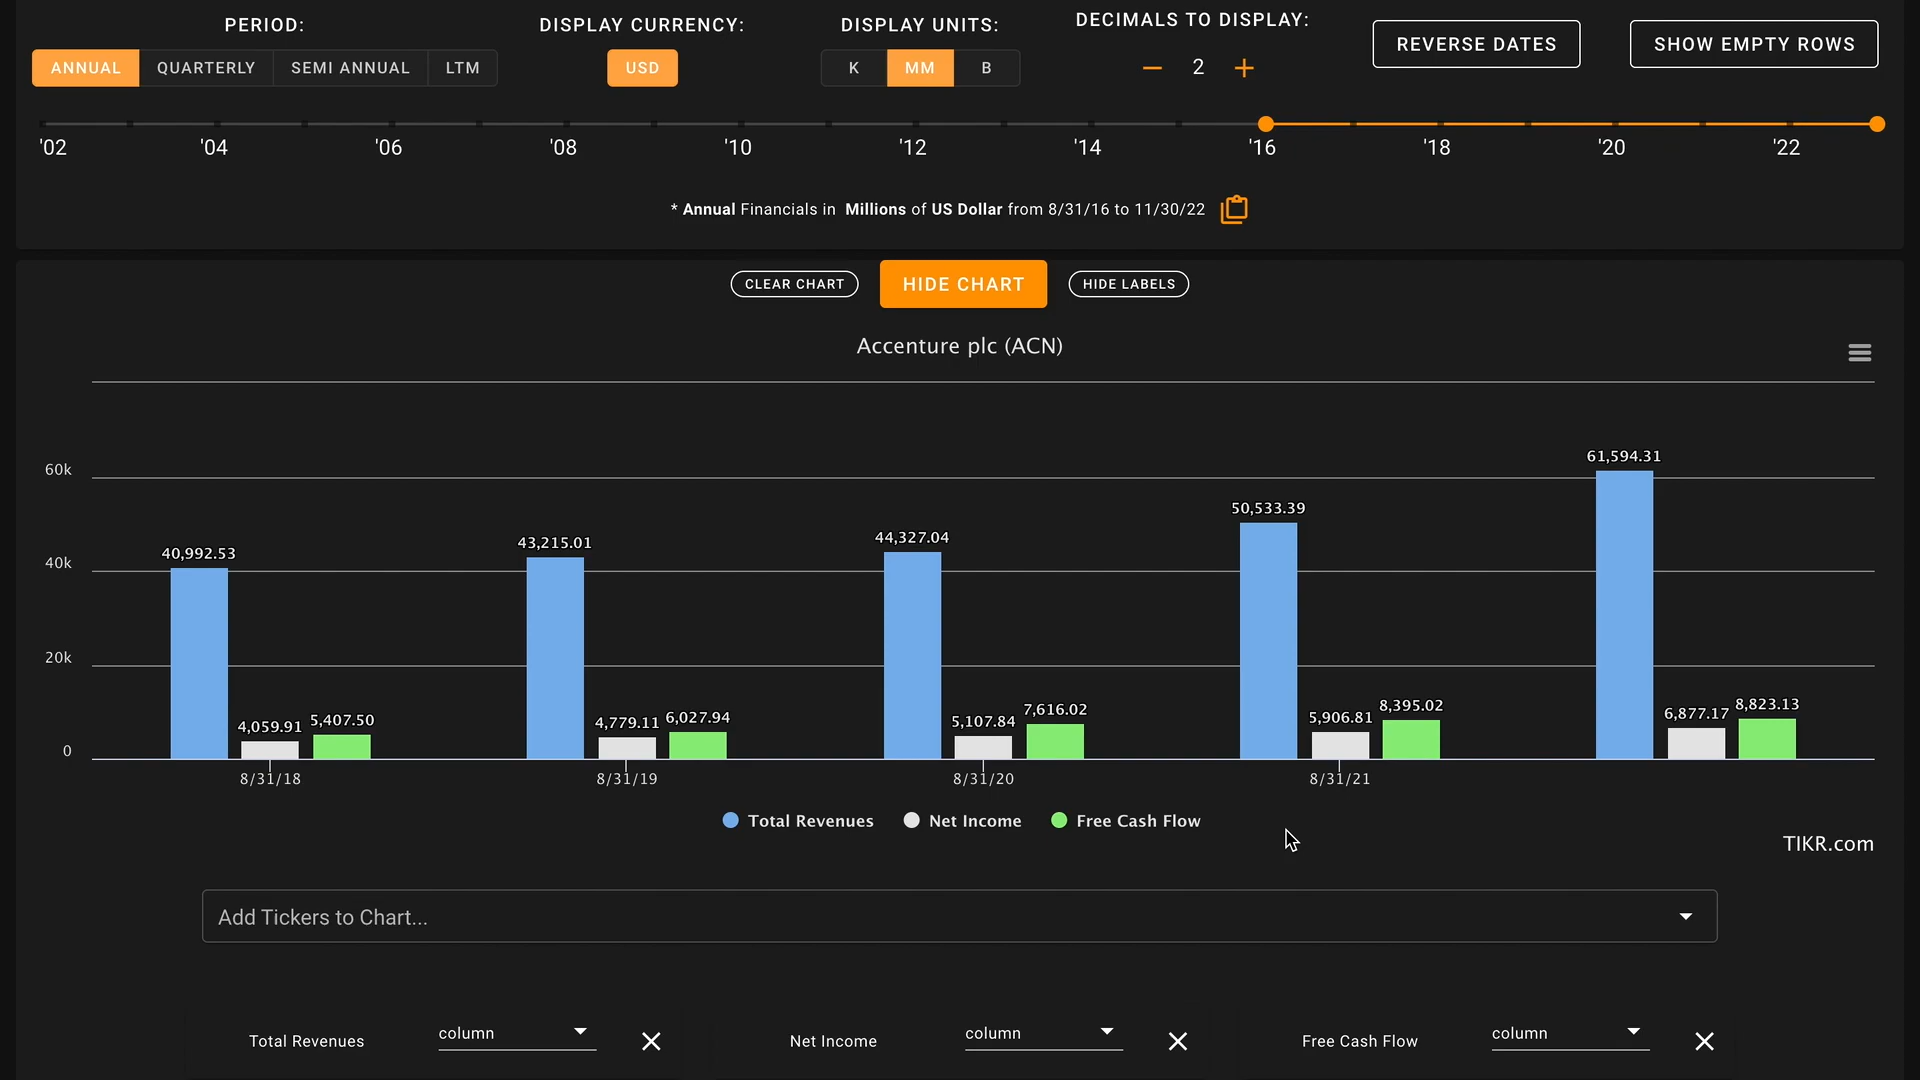 PERIOD:
DISPLAY CURRENCY:
DISPLAY UNITS:
DECIMALS TO DISPLAY:
ANNUAL
QUARTERLY
SEMI ANNUAL
LTM
USD
K
MM
B
2
REVERSE DATES
SHOW EMPTY ROWS
'02 '04 '06 '08 '10 '12 '14 '16 '18 '20 '22
* Annual Financials in Millions of US Dollar from 8/31/16 to 11/30/22
CLEAR CHART
HIDE CHART
HIDE LABELS
Accenture plc (ACN)
60k
40k
20k
0
40,992.53
4,059.91
5,407.50
43,215.01
4,779.11
6,027.94
44,327.04
5,107.84
7,616.02
50,533.39
5,906.81
8,395.02
61,594.31
6,877.17
8,823.13
8/31/18 8/31/19 8/31/20 8/31/21
Total Revenues
Net Income
Free Cash Flow
TIKR.com
Add Tickers to Chart...
Total Revenues
column
Net Income
column
Free Cash Flow
column